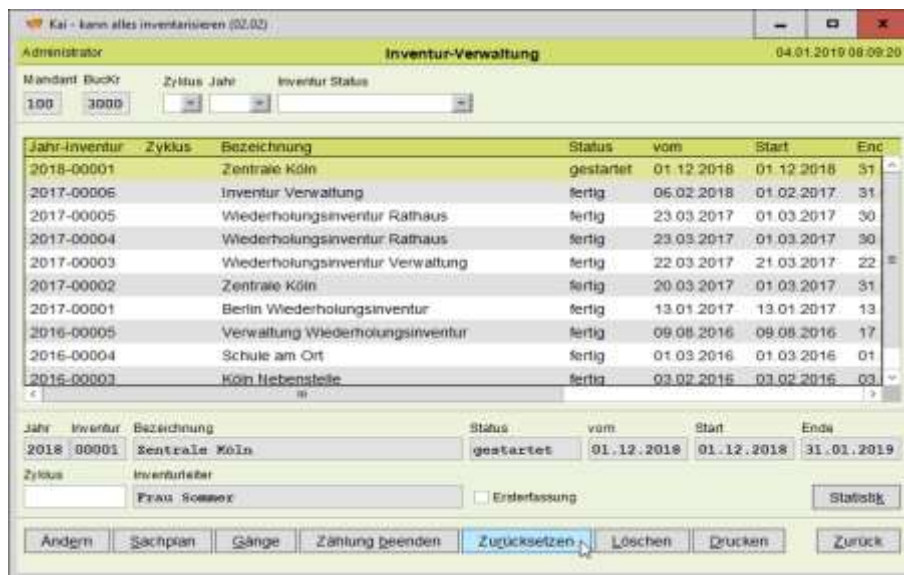 Kai - kann alles inventarisieren (02.02)
Administrator Inventur-Verwaltung 04.01.2019 08:09:20
Mandant BucKr Zyklus Jahr Inventur Status
100 3000
Jahr-Inventur Zyklus Bezeichnung Status vom Start End
2018-00001 Zentrale Köln gestartet 01.12.2018 01.12.2018 31
2017-00006 Inventur Verwaltung fertig 06.02.2018 01.02.2017 31
2017-00005 Wiederholungsinventur Rathaus fertig 23.03.2017 01.03.2017 30
2017-00004 Wiederholungsinventur Rathaus fertig 23.03.2017 01.03.2017 30
2017-00003 Wiederholungsinventur Verwaltung fertig 22.03.2017 21.03.2017 22
2017-00002 Zentrale Köln fertig 20.03.2017 01.03.2017 31
2017-00001 Berlin Wiederholungsinventur fertig 13.01.2017 13.01.2017 13
2016-00005 Verwaltung Wiederholungsinventur fertig 09.08.2016 09.08.2016 17
2016-00004 Schule am Ort fertig 01.03.2016 01.03.2016 01
2016-00003 Köln Nebenstelle fertig 03.02.2016 03.02.2016 03
Jahr Inventur Bezeichnung Status vom Start Ende
2018 00001 Zentrale Köln gestartet 01.12.2018 01.12.2018 31.01.2019
Zyklus Inventurleiter
Frau Sommer Ersterfassung Statistik
Ändern Sachplan Gänge Zählung beenden Zurücksetzen Löschen Drucken Zurück